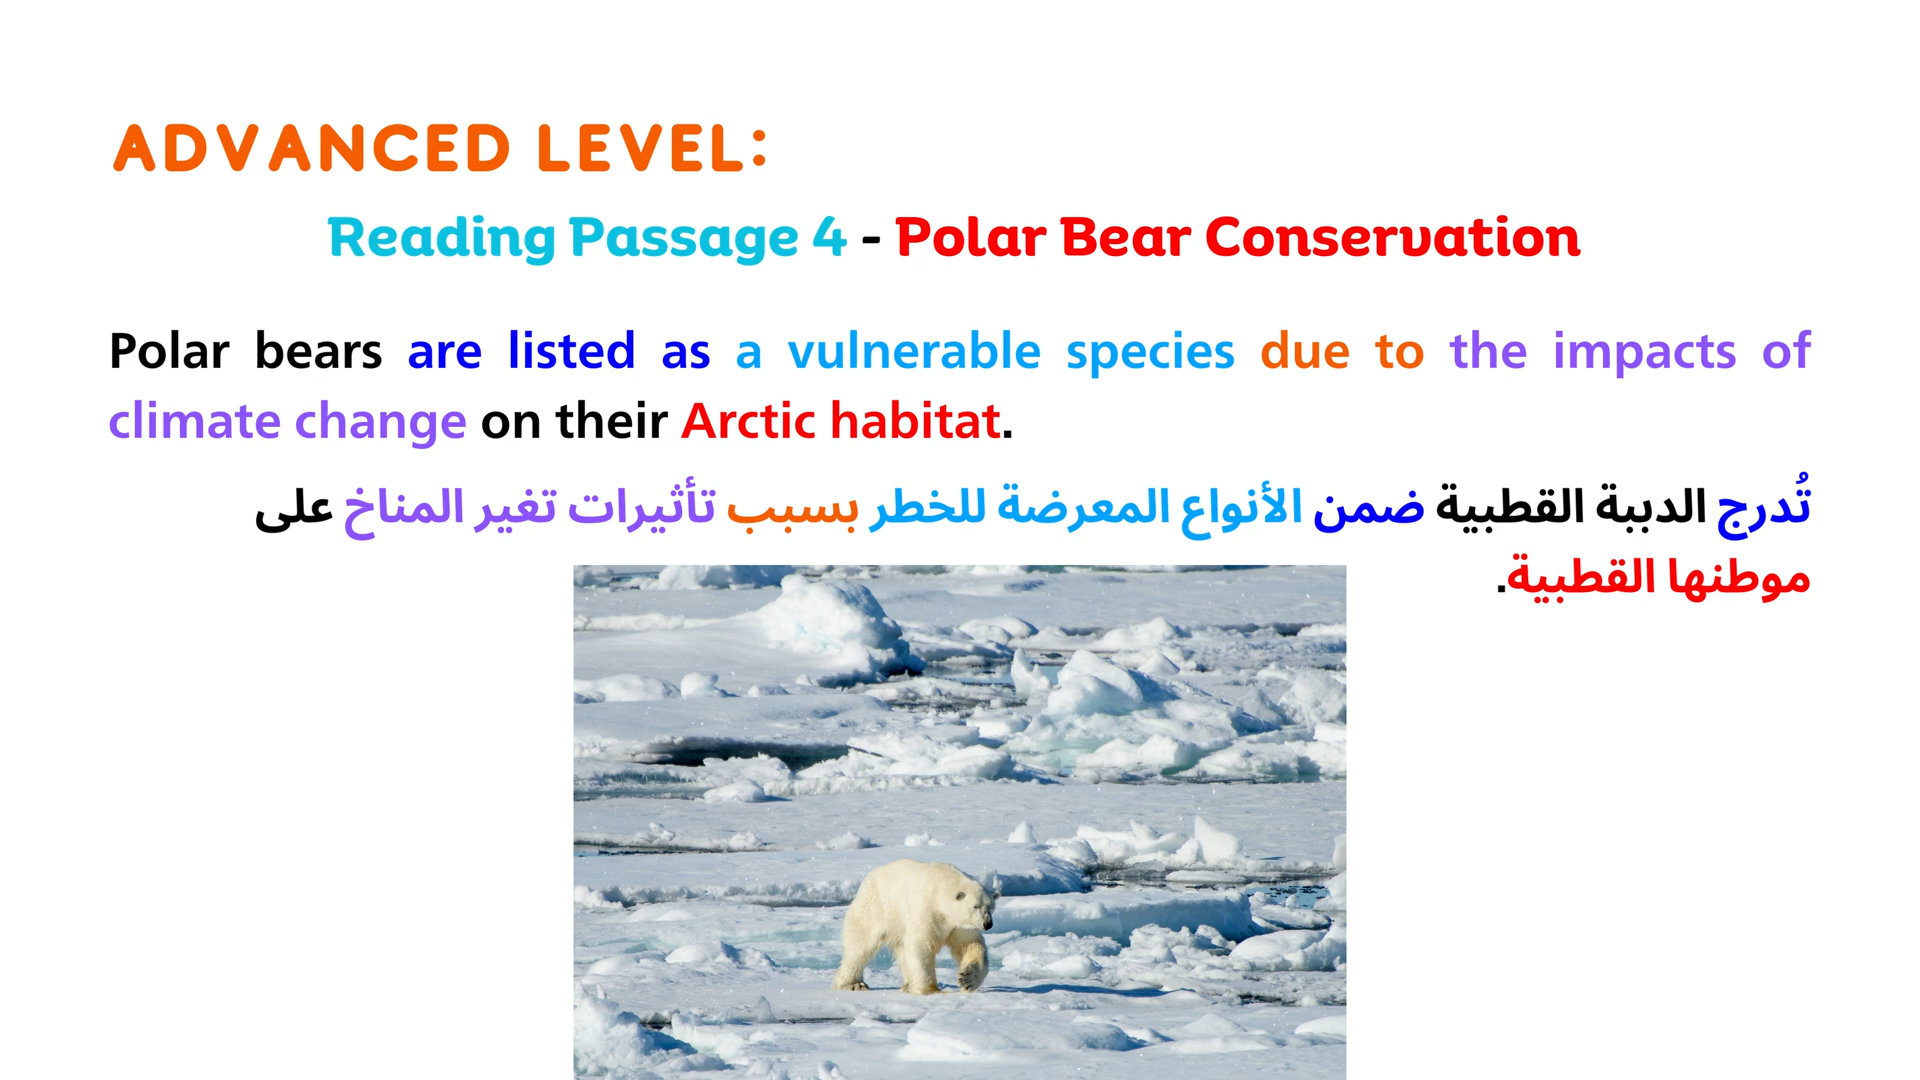 ADVANCED LEVEL:
Reading Passage 4 - Polar Bear Conservation
Polar bears are listed as a vulnerable species due to the impacts of
climate change on their Arctic habitat.
تُدرج الدببة القطبية ضمن الأنواع المعرضة للخطر بسبب تأثيرات تغير المناخ على
موطنها القطبية.